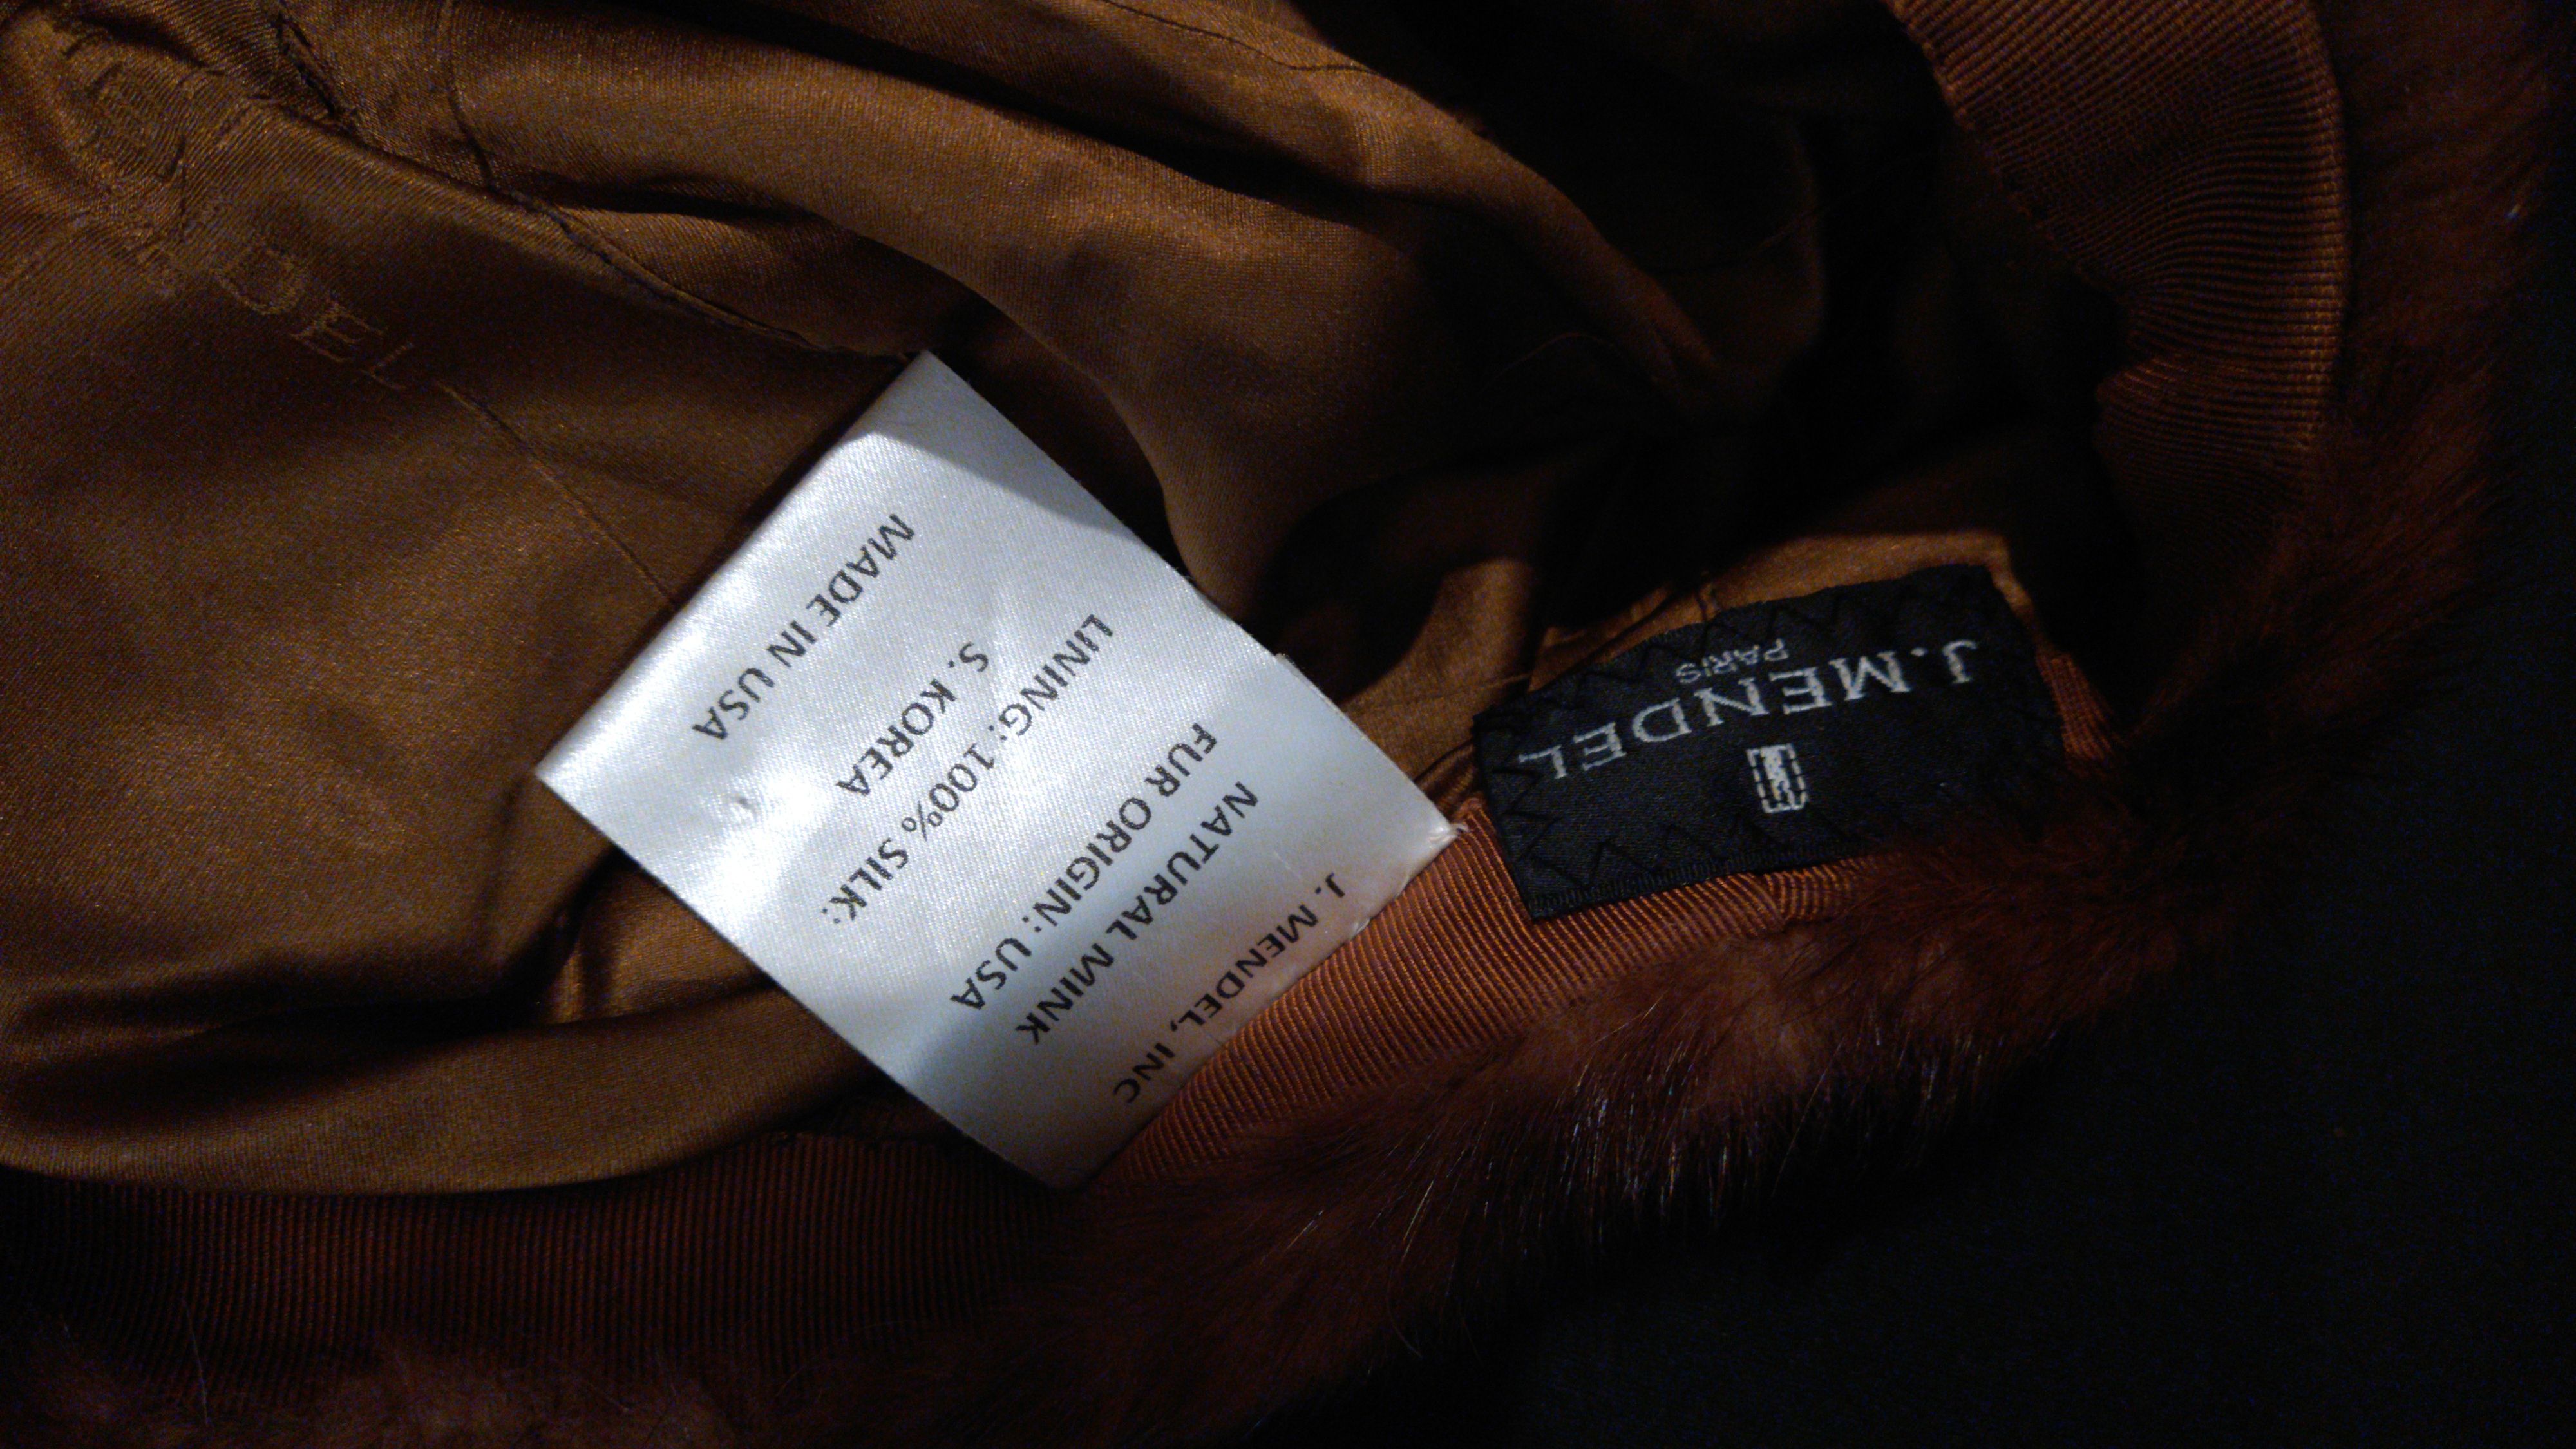 J. MENDEL, INC
NATURAL MINK
FUR ORIGIN: USA
LINING: 100% SILK:
S. KOREA
MADE IN USA
J.MENDEL
PARIS